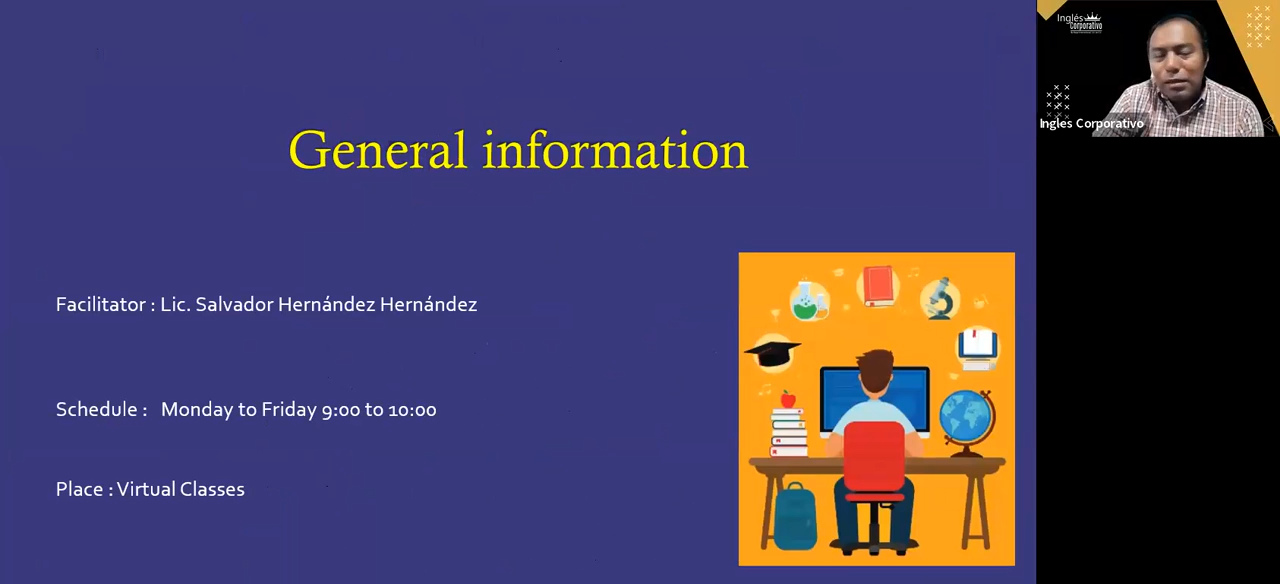 General information
Facilitator : Lic. Salvador Hernández Hernández
Schedule : Monday to Friday 9:00 to 10:00
Place : Virtual Classes
Inglés
Corporativo
Ingles Corporativo